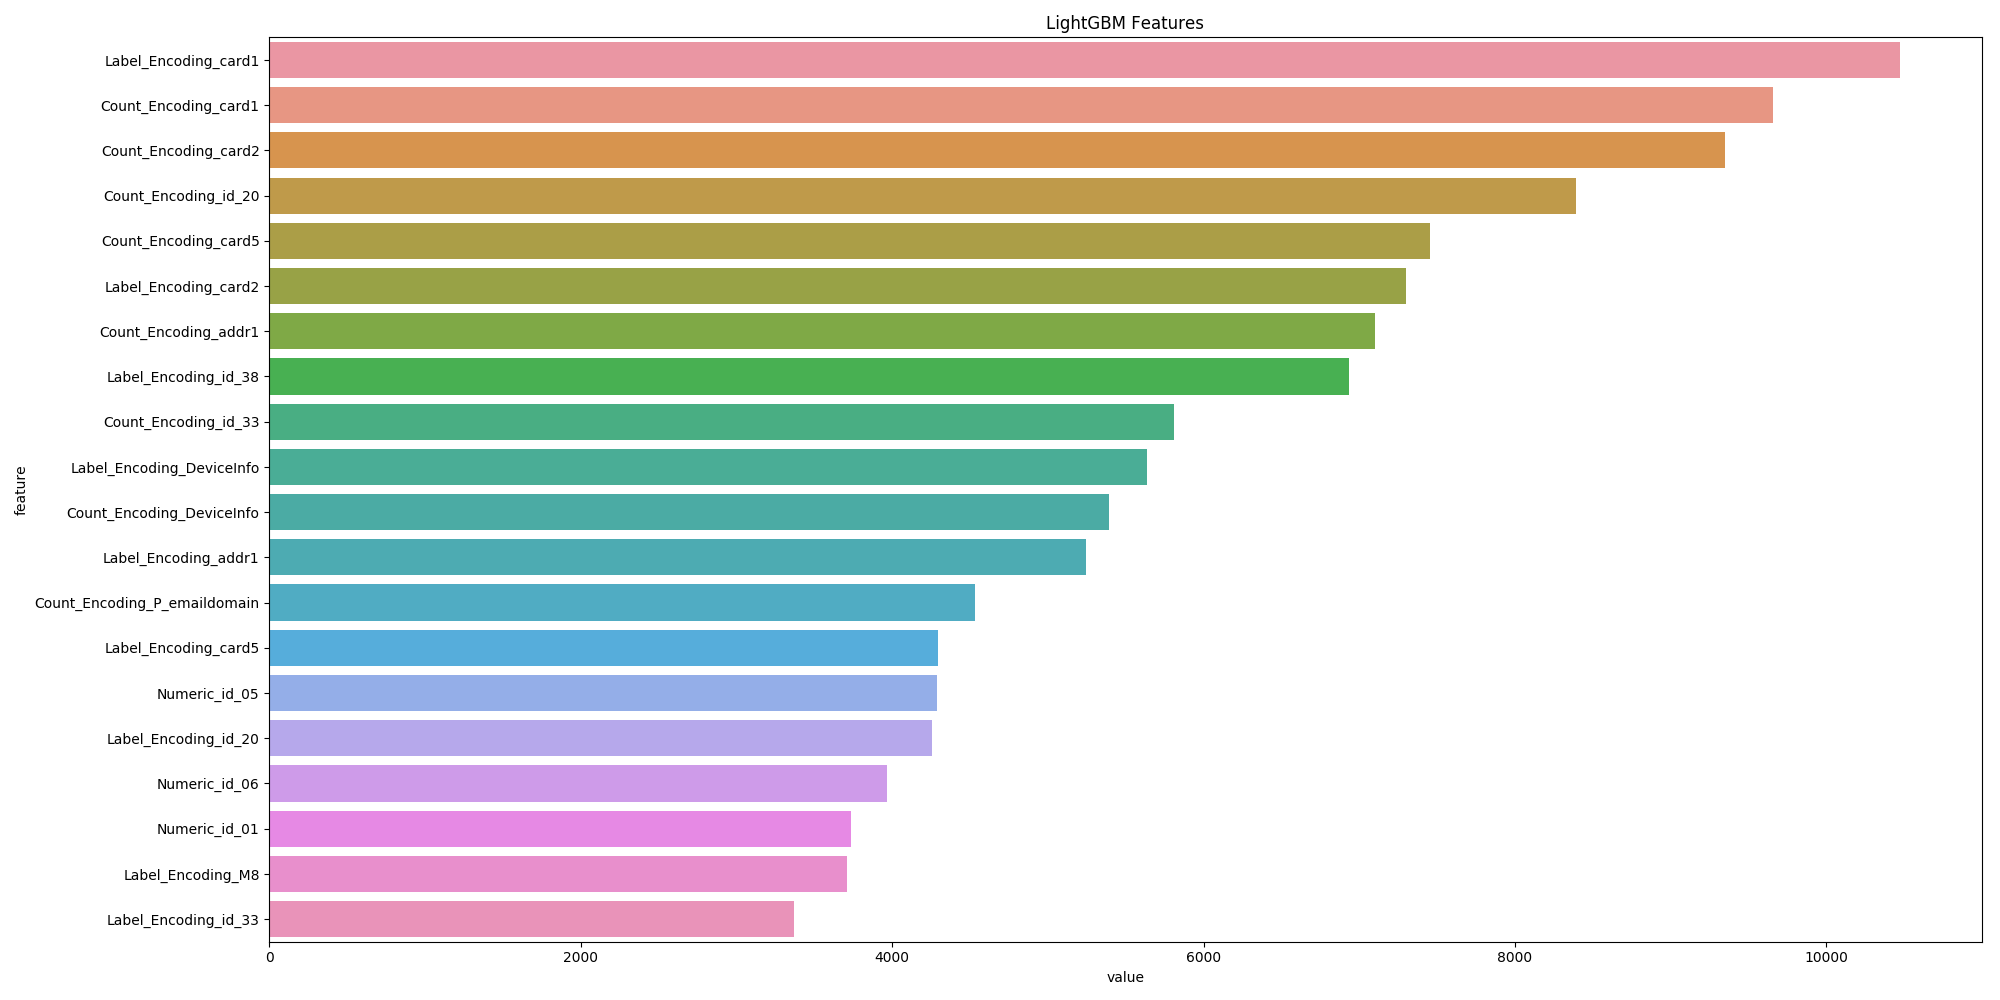 LightGBM Features
Label_Encoding_card1
Count_Encoding_card1
Count_Encoding_card2
Count_Encoding_id_20
Count_Encoding_card5
Label_Encoding_card2
Count_Encoding_addr1
Label_Encoding_id_38
Count_Encoding_id_33
Label_Encoding_DeviceInfo
Count_Encoding_DeviceInfo
Label_Encoding_addr1
Count_Encoding_P_emaildomain
Label_Encoding_card5
Numeric_id_05
Label_Encoding_id_20
Numeric_id_06
Numeric_id_01
Label_Encoding_M8
Label_Encoding_id_33
feature
0 2000 4000 6000 8000 10000
value